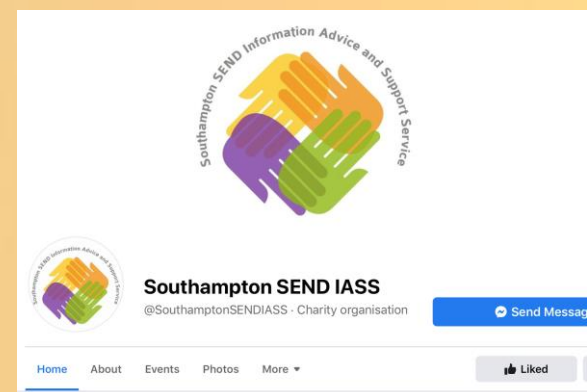 Southampton SEND Information Advice and Support Service
Southampton SEND Information Advice and Support Service
Southampton SEND IASS
@SouthamptonSENDIASS · Charity organisation
Send Messag
Home About Events Photos More ▾
Liked